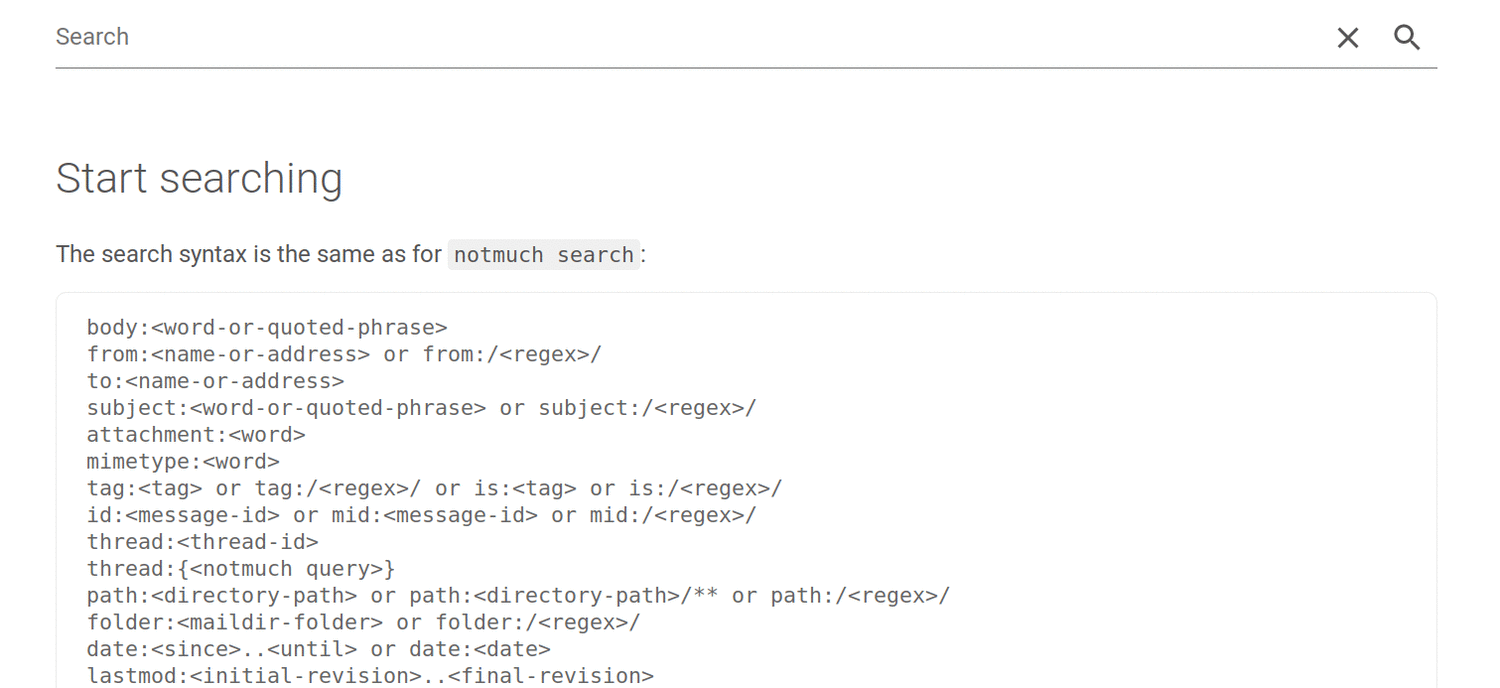 Search
Start searching
The search syntax is the same as for notmuch search:
body:<word-or-quoted-phrase>
from:<name-or-address> or from:/<regex>/
to:<name-or-address>
subject:<word-or-quoted-phrase> or subject:/<regex>/
attachment:<word>
mimetype:<word>
tag:<tag> or tag:/<regex>/ or is:<tag> or is:/<regex>/
id:<message-id> or mid:<message-id> or mid:/<regex>/
thread:<thread-id>
thread:{<notmuch query>}
path:<directory-path> or path:<directory-path>/** or path:/<regex>/
folder:<maildir-folder> or folder:/<regex>/
date:<since>..<until> or date:<date>
lastmod:<initial-revision>..<final-revision>